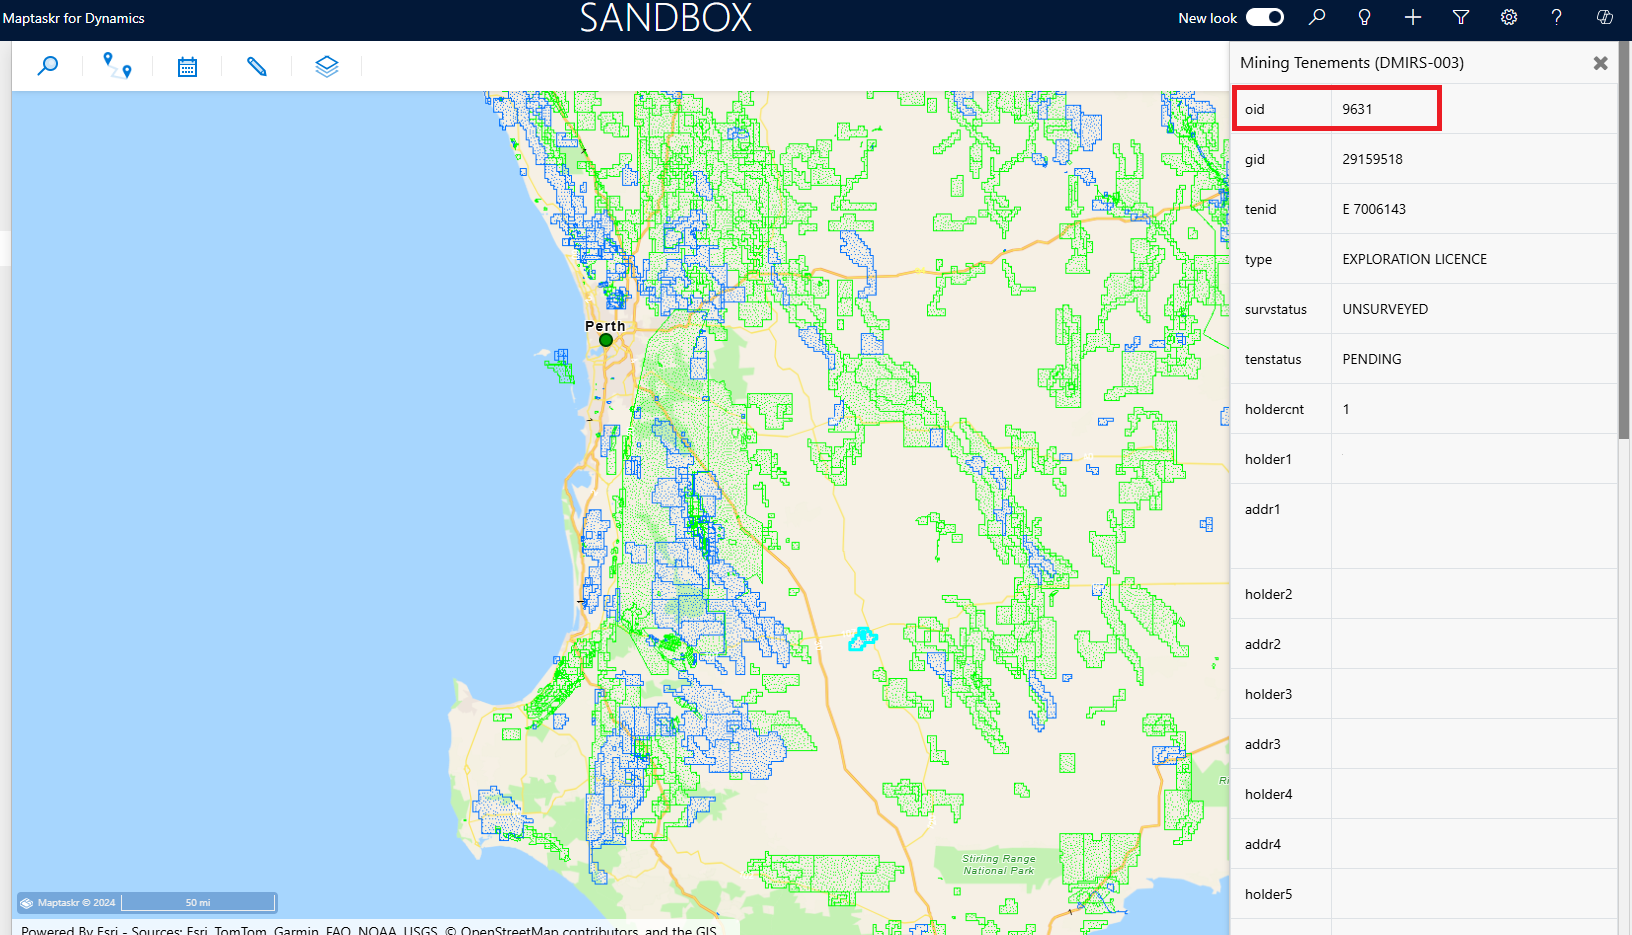 Maptaskr for Dynamics
SANDBOX
New look
Mining Tenements (DMIRS-003)
oid 9631
gid 29159518
tenid E 7006143
type EXPLORATION LICENCE
survstatus UNSURVEYED
tenstatus PENDING
holdercnt 1
holder1
addr1
holder2
addr2
holder3
addr3
holder4
addr4
holder5
Perth
Stirling Range
National Park
Maptaskr © 2024
50 mi
Powered By Esri - Sources: Esri, TomTom, Garmin, FAO, NOAA, USGS, © OpenStreetMap contributors, and the GIS